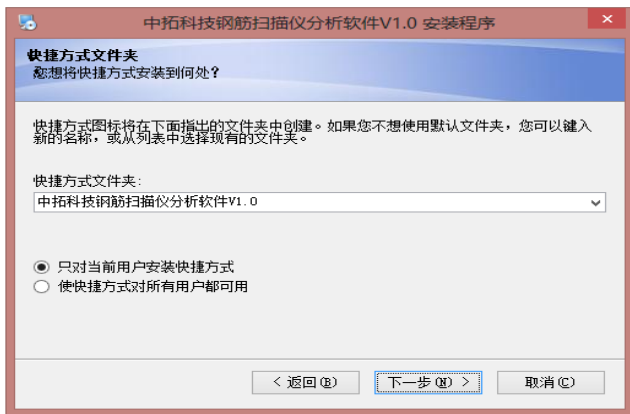 中拓科技钢筋扫描仪分析软件V1.0 安装程序
快捷方式文件夹
您想将快捷方式安装到何处？
快捷方式图标将在下面指出的文件夹中创建。如果您不想使用默认文件夹，您可以键入
新的名称，或从列表中选择现有的文件夹。
快捷方式文件夹:
中拓科技钢筋扫描仪分析软件V1.0
只对当前用户安装快捷方式
使快捷方式对所有用户都可用
< 返回(B) 下一步(N) > 取消(C)